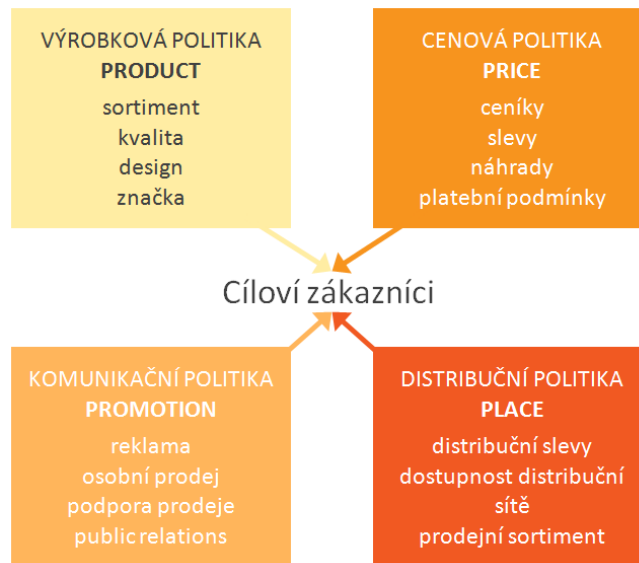 VÝROBKOVÁ POLITIKA
PRODUCT
sortiment
kvalita
design
značka
CENOVÁ POLITIKA
PRICE
ceníky
slevy
náhrady
platební podmínky
Cíloví zákazníci
KOMUNIKAČNÍ POLITIKA
PROMOTION
reklama
osobní prodej
podpora prodeje
public relations
DISTRIBUČNÍ POLITIKA
PLACE
distribuční slevy
dostupnost distribuční
sítě
prodejní sortiment